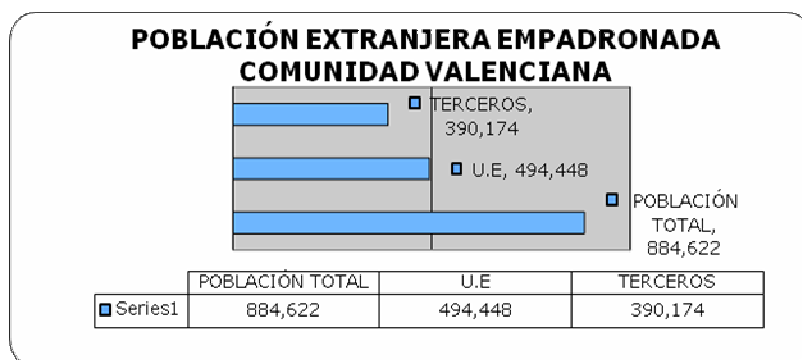 POBLACIÓN EXTRANJERA EMPADRONADA
COMUNIDAD VALENCIANA
TERCEROS,
390,174
U.E, 494,448
POBLACIÓN
TOTAL,
884,622
POBLACIÓN TOTAL U.E TERCEROS
Series1 884,622 494,448 390,174